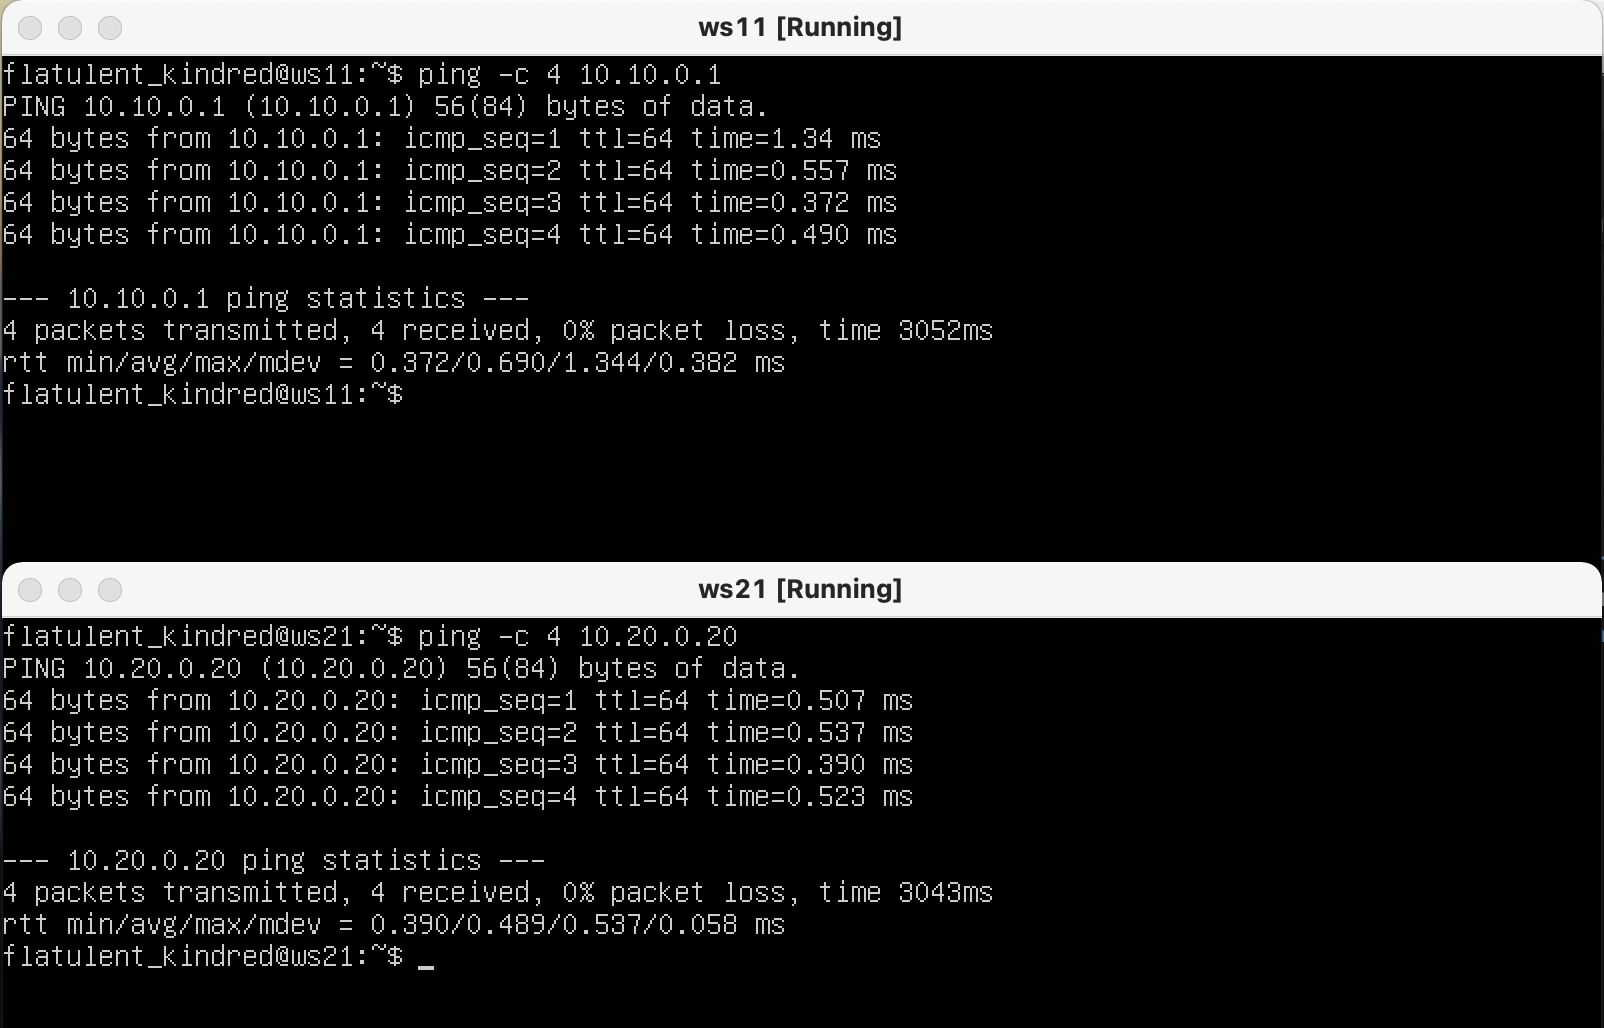 ws11 [Running]
flatulent_kindred@ws11:~$ ping -c 4 10.10.0.1
PING 10.10.0.1 (10.10.0.1) 56(84) bytes of data.
64 bytes from 10.10.0.1: icmp_seq=1 ttl=64 time=1.34 ms
64 bytes from 10.10.0.1: icmp_seq=2 ttl=64 time=0.557 ms
64 bytes from 10.10.0.1: icmp_seq=3 ttl=64 time=0.372 ms
64 bytes from 10.10.0.1: icmp_seq=4 ttl=64 time=0.490 ms
--- 10.10.0.1 ping statistics ---
4 packets transmitted, 4 received, 0% packet loss, time 3052ms
rtt min/avg/max/mdev = 0.372/0.690/1.344/0.382 ms
flatulent_kindred@ws11:~$
ws21 [Running]
flatulent_kindred@ws21:~$ ping -c 4 10.20.0.20
PING 10.20.0.20 (10.20.0.20) 56(84) bytes of data.
64 bytes from 10.20.0.20: icmp_seq=1 ttl=64 time=0.507 ms
64 bytes from 10.20.0.20: icmp_seq=2 ttl=64 time=0.537 ms
64 bytes from 10.20.0.20: icmp_seq=3 ttl=64 time=0.390 ms
64 bytes from 10.20.0.20: icmp_seq=4 ttl=64 time=0.523 ms
--- 10.20.0.20 ping statistics ---
4 packets transmitted, 4 received, 0% packet loss, time 3043ms
rtt min/avg/max/mdev = 0.390/0.489/0.537/0.058 ms
flatulent_kindred@ws21:~$ _